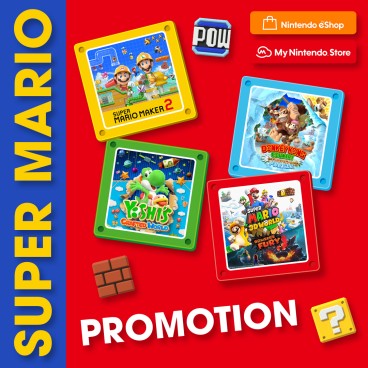 SUPER MARIO
POW
Nintendo eShop
My Nintendo Store
SUPER
MARIO MAKER 2
DONKEY KONG
COUNTRY
YOSHI'S
CRAFTED WORLD
SUPER
MARIO
3D WORLD
BOWSER'S
FURY
PROMOTION
?